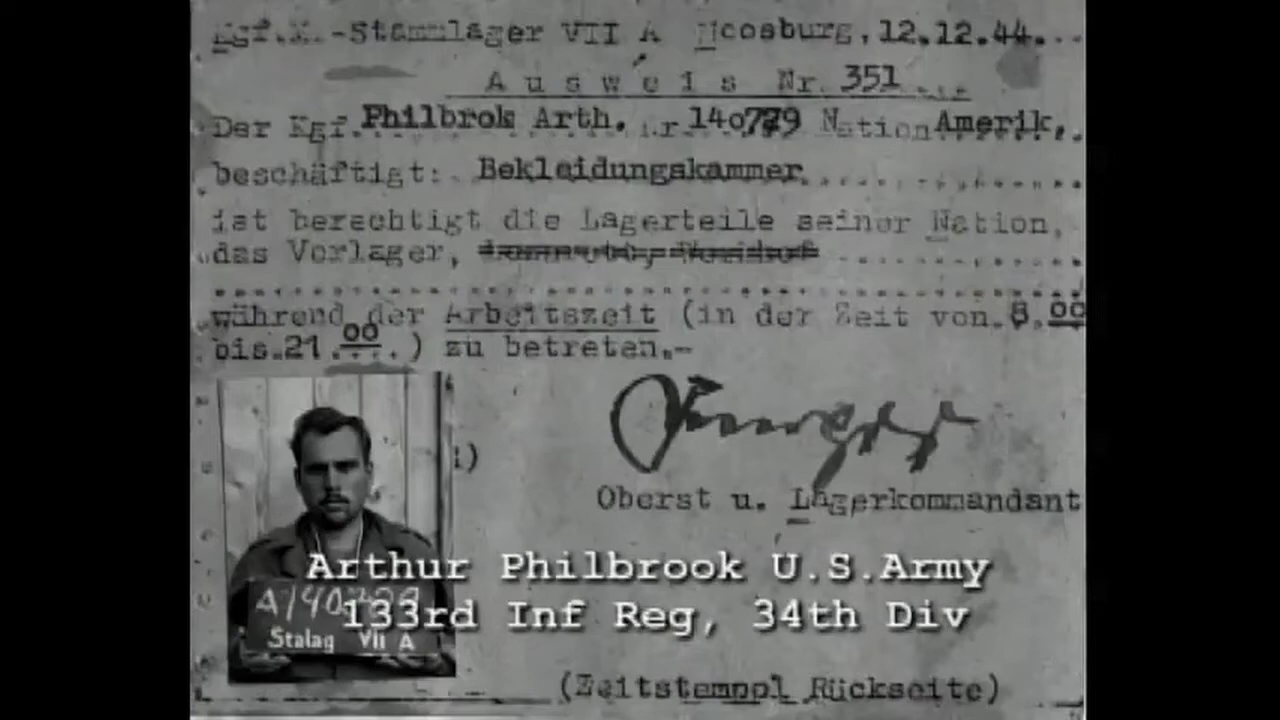 Kgf.M.-Stammlager VII A Moosburg, 12.12.44...
Ausweis Nr. 351...
Der Kgf. Philbrok Arth. nr 140779 Nation Amerik.
beschäftigt: Bekleidungskammer
ist berechtigt die Lagerteile seiner Nation,
das Vorlager,
während der Arbeitszeit (in der Zeit von 8.00
bis 21.00...) zu betreten.-
Oberst u. Lagerkommandant
Stalag VII A
Arthur Philbrook U.S.Army
133rd Inf Reg, 34th Div
(Zeitstemppl Rückseite)